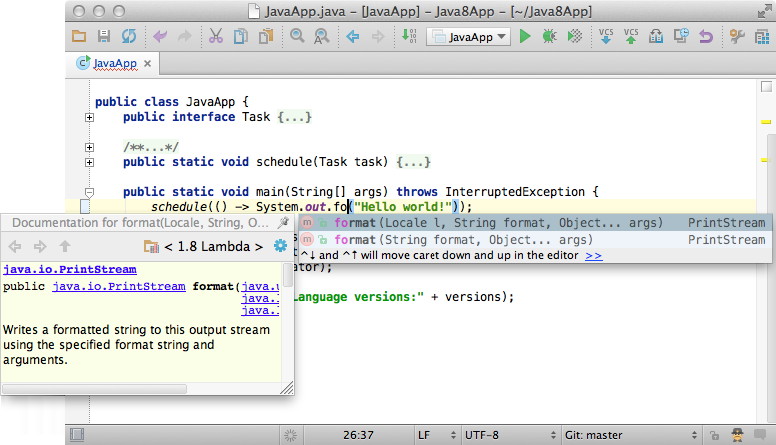 JavaApp.java – [JavaApp] – Java8App – [~/Java8App]
JavaApp
VCS VCS
JavaApp
public class JavaApp {
public interface Task {...}
/**...*/
public static void schedule(Task task) {...}
public static void main(String[] args) throws InterruptedException {
schedule(() -> System.out.fo("Hello world!"));
Documentation for format(Locale, String, O...
< 1.8 Lambda >
java.io.PrintStream
public java.io.PrintStream format(java.u
java.l
java.i
Writes a formatted string to this output stream
using the specified format string and
arguments.
format(Locale l, String format, Object... args) PrintStream
format(String format, Object... args) PrintStream
^↓ and ^↑ will move caret down and up in the editor >>
ator);
Language versions:" + versions);
26:37 LF UTF-8 Git: master